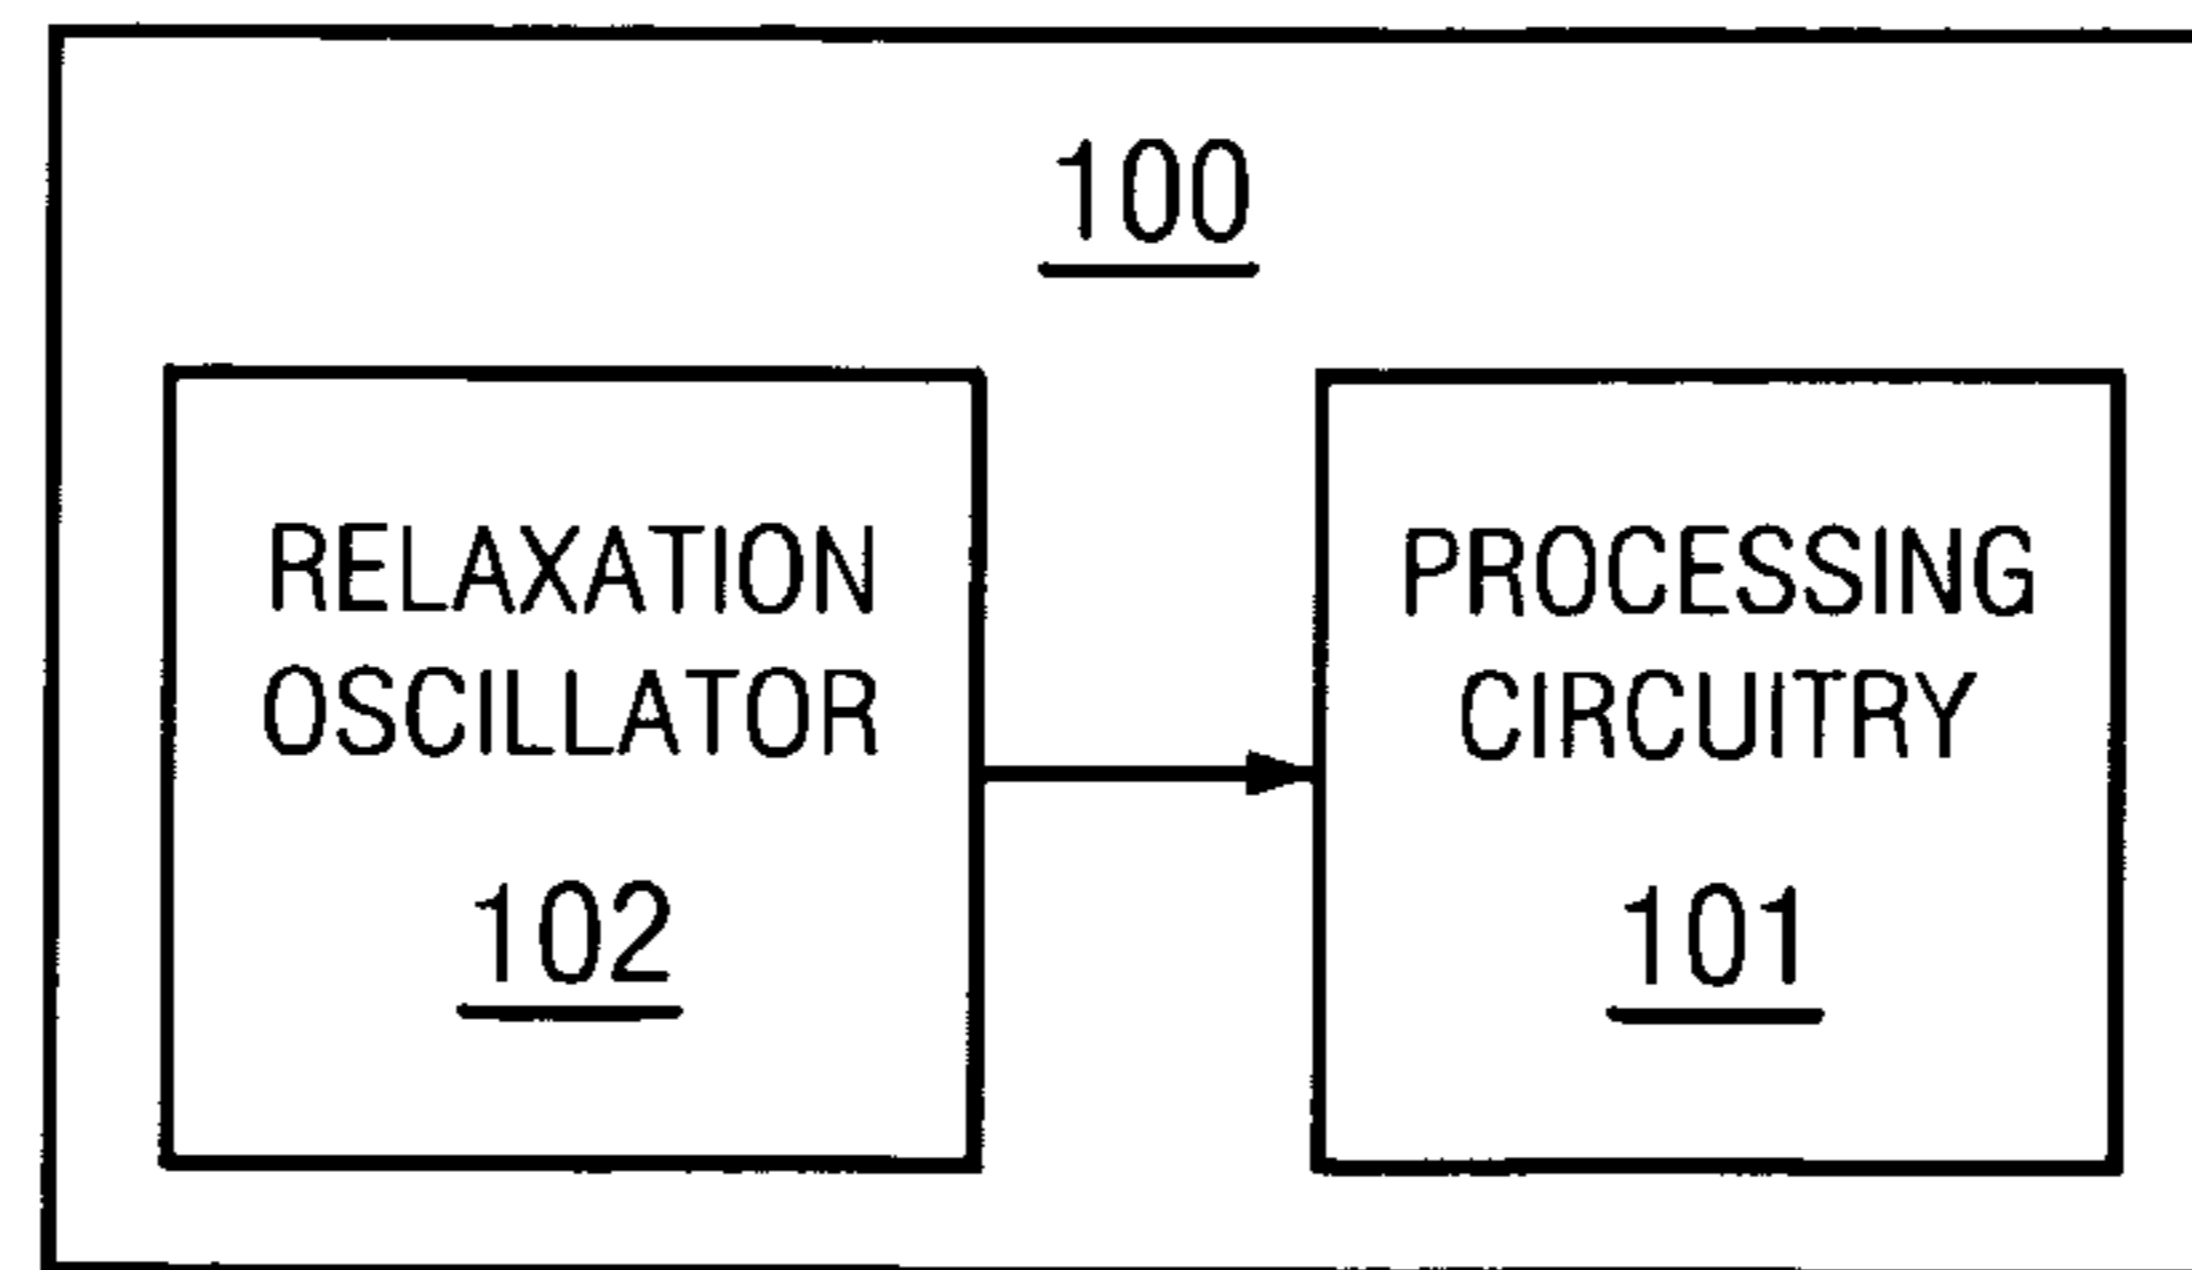 100
RELAXATION
OSCILLATOR
102
PROCESSING
CIRCUITRY
101